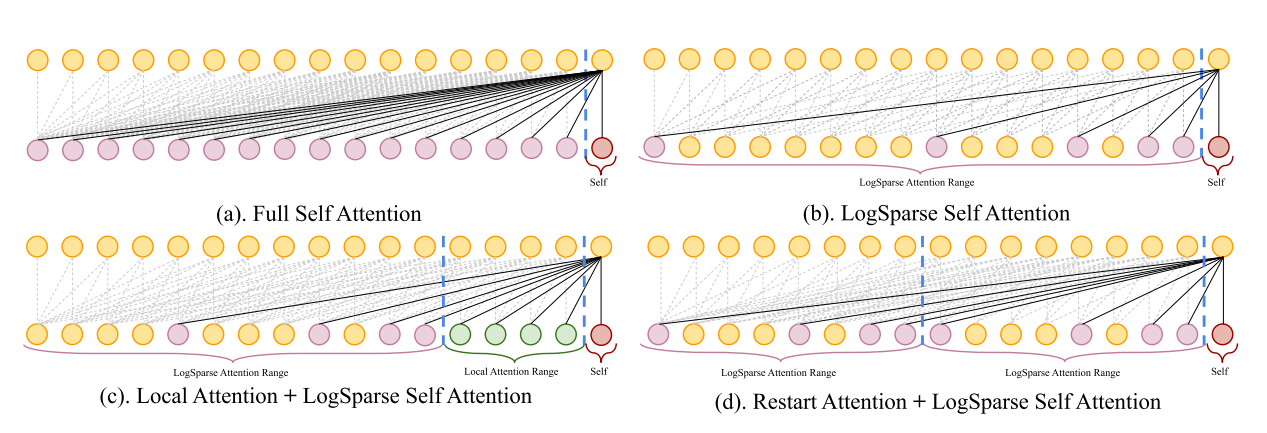 Self
(a). Full Self Attention
LogSparse Attention Range
Self
(b). LogSparse Self Attention
LogSparse Attention Range
Local Attention Range
Self
(c). Local Attention + LogSparse Self Attention
LogSparse Attention Range
LogSparse Attention Range
Self
(d). Restart Attention + LogSparse Self Attention